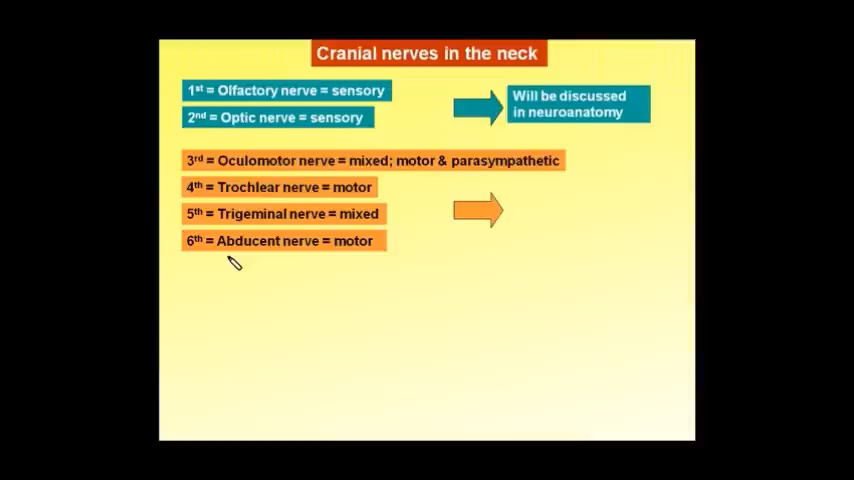 Cranial nerves in the neck
1st = Olfactory nerve = sensory
2nd = Optic nerve = sensory
Will be discussed
in neuroanatomy
3rd = Oculomotor nerve = mixed; motor & parasympathetic
4th = Trochlear nerve = motor
5th = Trigeminal nerve = mixed
6th = Abducent nerve = motor